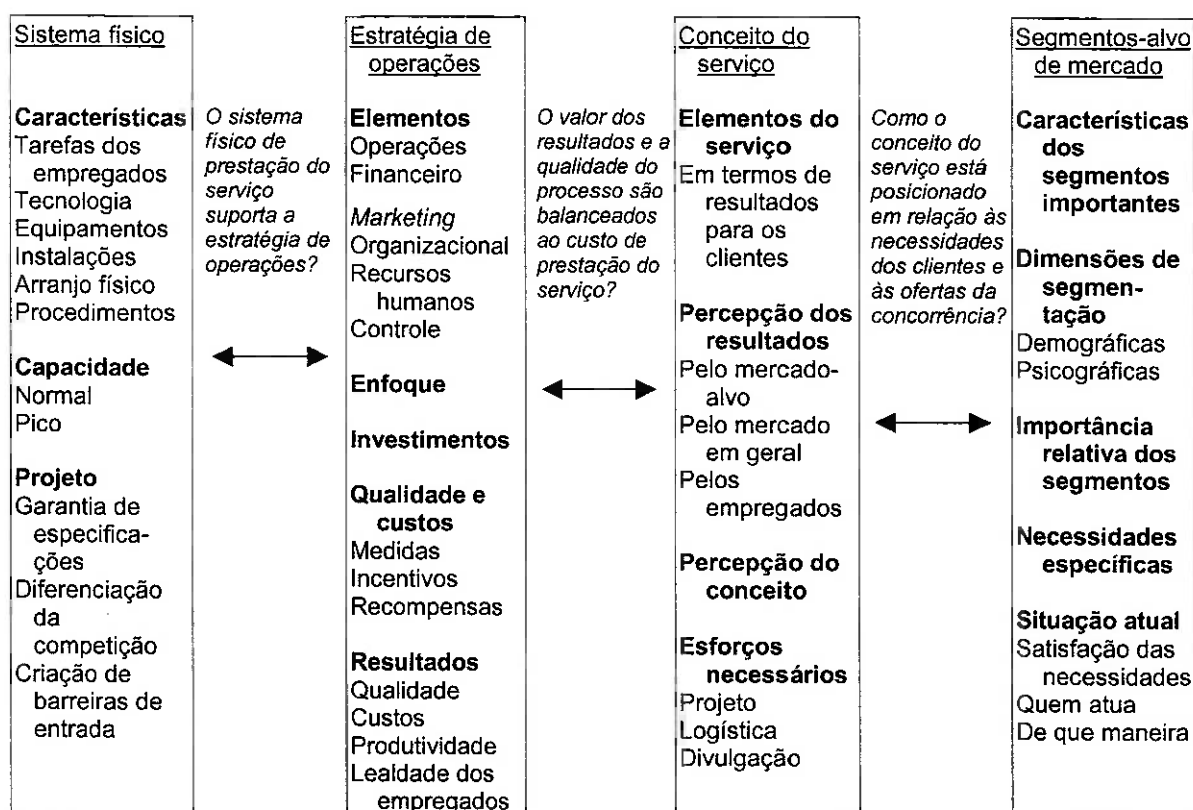 Sistema físico
Características
Tarefas dos
empregados
Tecnologia
Equipamentos
Instalações
Arranjo físico
Procedimentos
Capacidade
Normal
Pico
Projeto
Garantia de
especifica-
ções
Diferenciação
da
competição
Criação de
barreiras de
entrada
O sistema
físico de
prestação do
serviço
suporta a
estratégia de
operações?
Estratégia de
operações
Elementos
Operações
Financeiro
Marketing
Organizacional
Recursos
humanos
Controle
Enfoque
Investimentos
Qualidade e
custos
Medidas
Incentivos
Recompensas
Resultados
Qualidade
Custos
Produtividade
Lealdade dos
empregados
O valor dos
resultados e a
qualidade do
processo são
balanceados
ao custo de
prestação do
serviço?
Conceito do
serviço
Elementos do
serviço
Em termos de
resultados
para os
clientes
Percepção dos
resultados
Pelo mercado-
alvo
Pelo mercado
em geral
Pelos
empregados
Percepção do
conceito
Esforços
necessários
Projeto
Logística
Divulgação
Como o
conceito do
serviço está
posicionado
em relação às
necessidades
dos clientes e
às ofertas da
concorrência?
Segmentos-alvo
de mercado
Características
dos
segmentos
importantes
Dimensões de
segmen-
tação
Demográficas
Psicográficas
Importância
relativa dos
segmentos
Necessidades
específicas
Situação atual
Satisfação das
necessidades
Quem atua
De que maneira